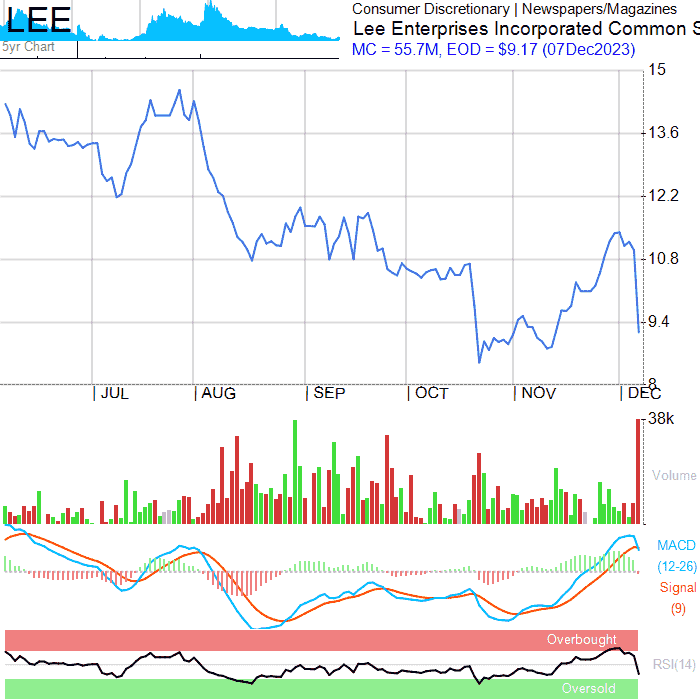 LEE
5yr Chart
Consumer Discretionary | Newspapers/Magazines
Lee Enterprises Incorporated Common S
MC = 55.7M, EOD = $9.17 (07Dec2023)
15
13.6
12.2
10.8
9.4
8
JUL
AUG
SEP
OCT
NOV
DEC
38k
Volume
MACD
(12-26)
Signal
(9)
Overbought
RSI(14)
Oversold